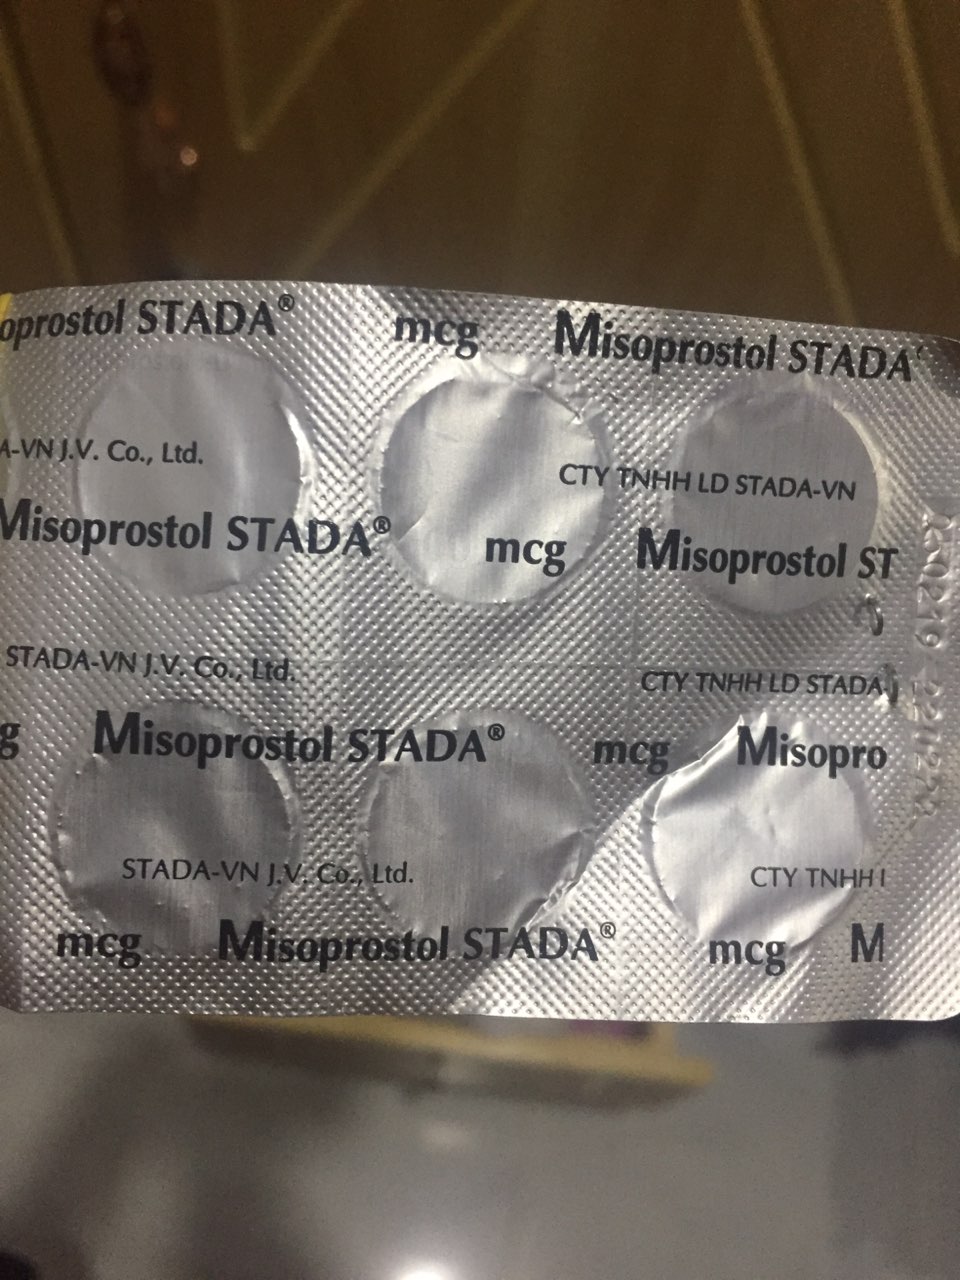 oprostol STADA® mcg Misoprostol STADA
A-VN J.V. Co., Ltd. CTY TNHH LD STADA-VN
Misoprostol STADA® mcg Misoprostol ST
STADA-VN J.V. Co., Ltd. CTY TNHH LD STADA
g Misoprostol STADA® mcg Misopro
STADA-VN J.V. Co., Ltd. CTY TNHH
mcg Misoprostol STADA® mcg M